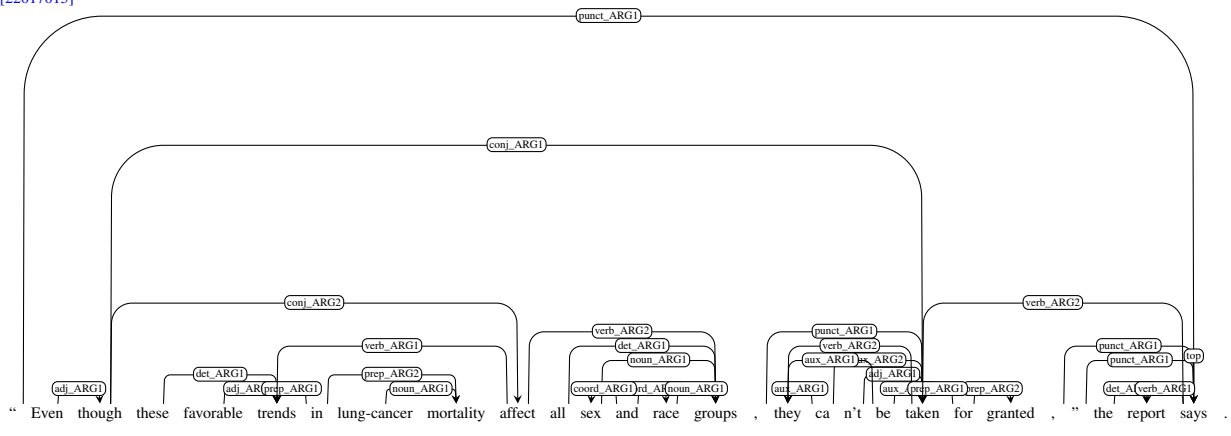 [22017013]
punct_ARG1
conj_ARG1
conj_ARG2 verb_ARG2
verb_ARG2 punct_ARG1
verb_ARG1 det_ARG1 verb_ARG2 punct_ARG1
noun_ARG1 aux_ARG1 aux_ARG2 punct_ARG1 top
det_ARG1 prep_ARG2 adj_ARG1
adj_ARG1 adj_ARG1 prep_ARG1 noun_ARG1 coord_ARG1 noun_ARG1 aux_ARG1 prep_ARG1 prep_ARG2 verb_ARG1
“ Even though these favorable trends in lung-cancer mortality affect all sex and race groups , they ca n’t be taken for granted , ” the report says .